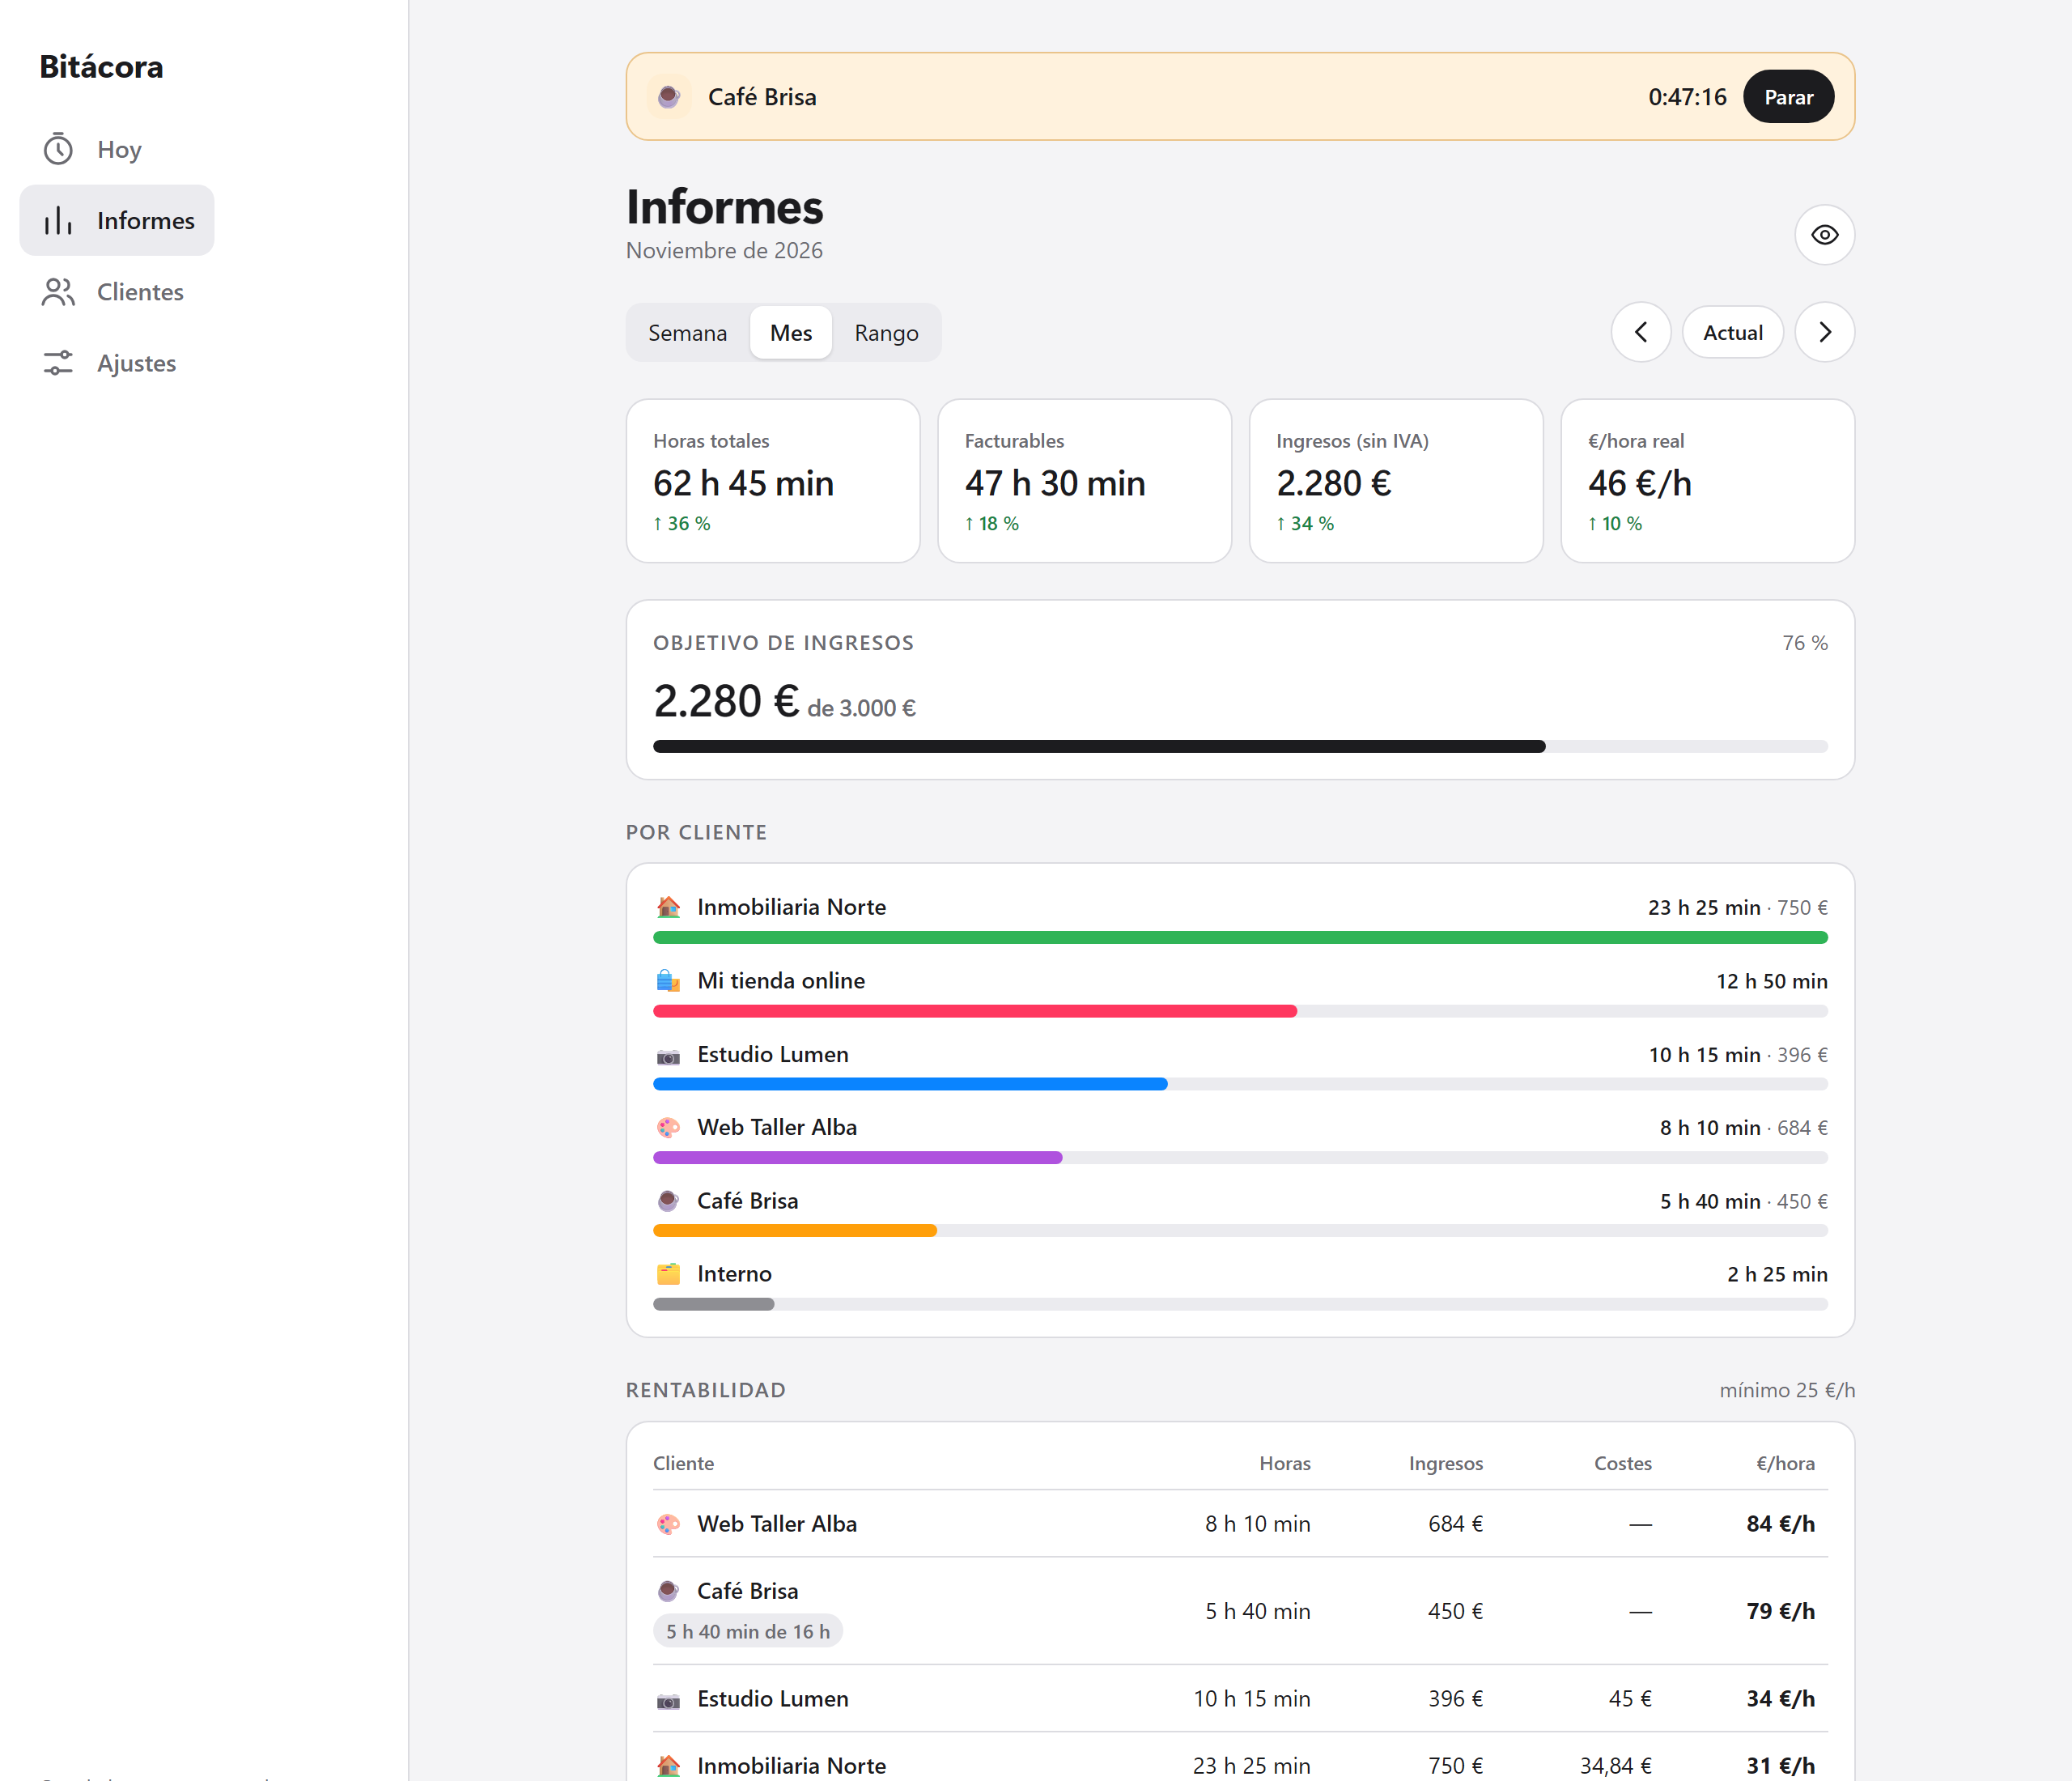 Bitácora
Hoy
Informes
Clientes
Ajustes
Café Brisa
0:47:16
Parar
Informes
Noviembre de 2026
Semana
Mes
Rango
Actual
Horas totales
62 h 45 min
↑ 36 %
Facturables
47 h 30 min
↑ 18 %
Ingresos (sin IVA)
2.280 €
↑ 34 %
€/hora real
46 €/h
↑ 10 %
OBJETIVO DE INGRESOS
76 %
2.280 € de 3.000 €
POR CLIENTE
Inmobiliaria Norte
23 h 25 min · 750 €
Mi tienda online
12 h 50 min
Estudio Lumen
10 h 15 min · 396 €
Web Taller Alba
8 h 10 min · 684 €
Café Brisa
5 h 40 min · 450 €
Interno
2 h 25 min
RENTABILIDAD
mínimo 25 €/h
Cliente Horas Ingresos Costes €/hora
Web Taller Alba 8 h 10 min 684 € — 84 €/h
Café Brisa 5 h 40 min 450 € — 79 €/h
5 h 40 min de 16 h
Estudio Lumen 10 h 15 min 396 € 45 € 34 €/h
Inmobiliaria Norte 23 h 25 min 750 € 34,84 € 31 €/h